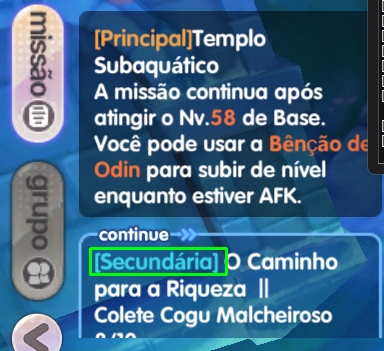 missão
grupo
[Principal]Templo
Subaquático
A missão continua após
atingir o Nv.58 de Base.
Você pode usar a Bênção de
Odin para subir de nível
enquanto estiver AFK.
continue
[Secundária] O Caminho
para a Riqueza ||
Colete Cogu Malcheiroso